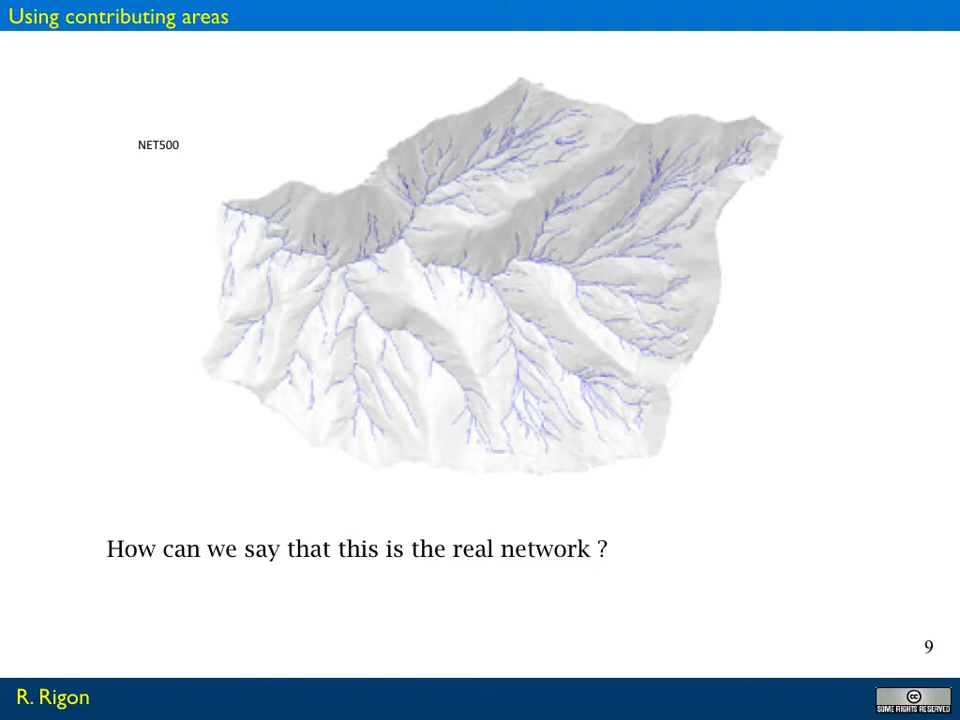 Using contributing areas
NET500
How can we say that this is the real network ?
9
R. Rigon
cc
SOME RIGHTS RESERVED